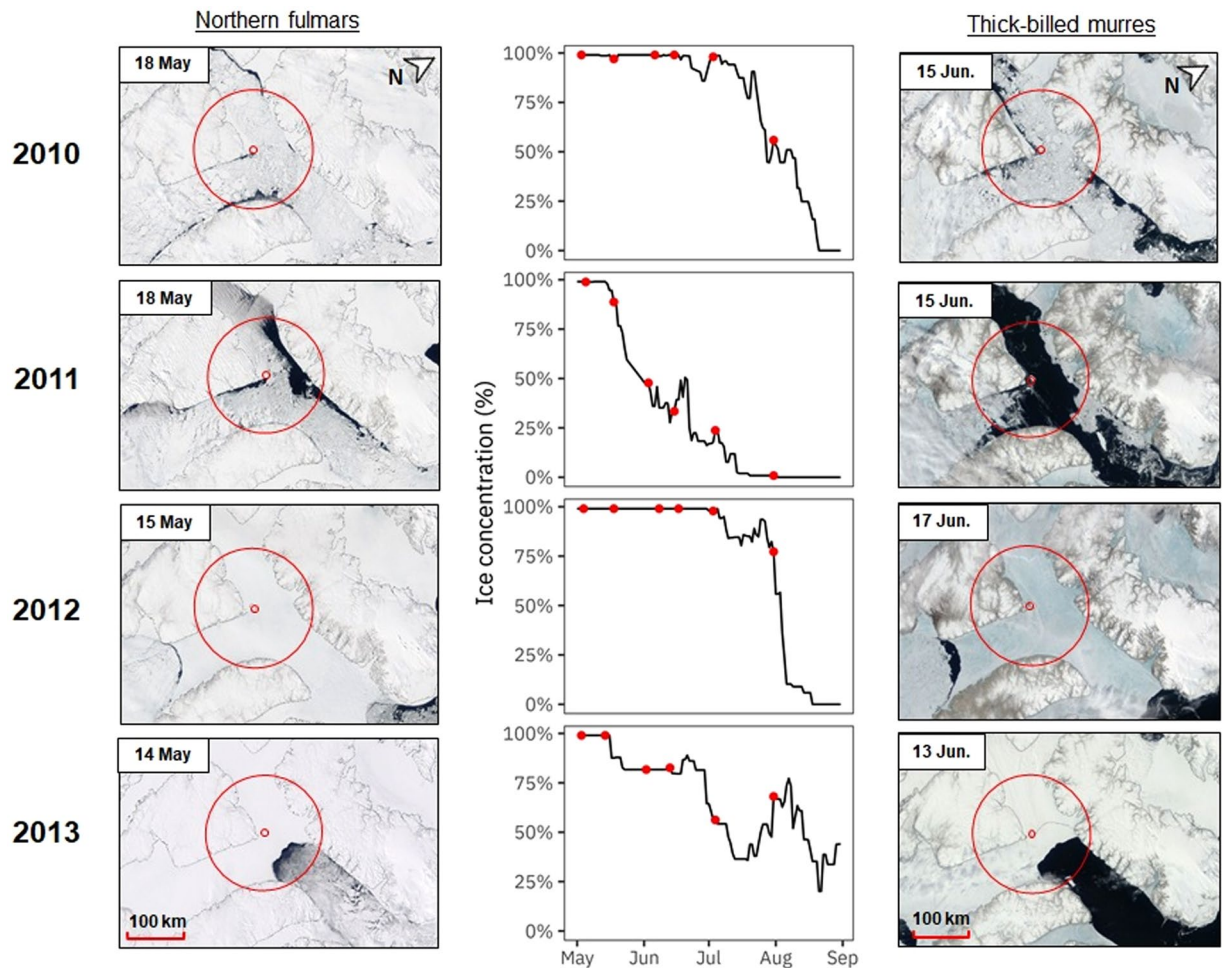 Northern fulmars
Thick-billed murres
2010
18 May
N
100%
75%
50%
25%
0%
15 Jun.
N
2011
18 May
100%
75%
50%
25%
0%
15 Jun.
Ice concentration (%)
2012
15 May
100%
75%
50%
25%
0%
17 Jun.
2013
14 May
100 km
100%
75%
50%
25%
0%
May Jun Jul Aug Sep
13 Jun.
100 km